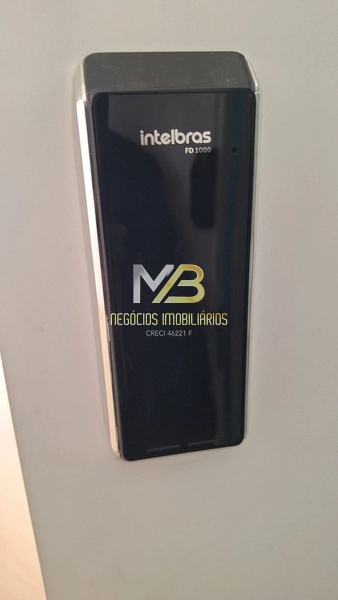 intelbras
FD 1000
MB
NEGÓCIOS IMOBILIÁRIOS
CRECI 46221 F